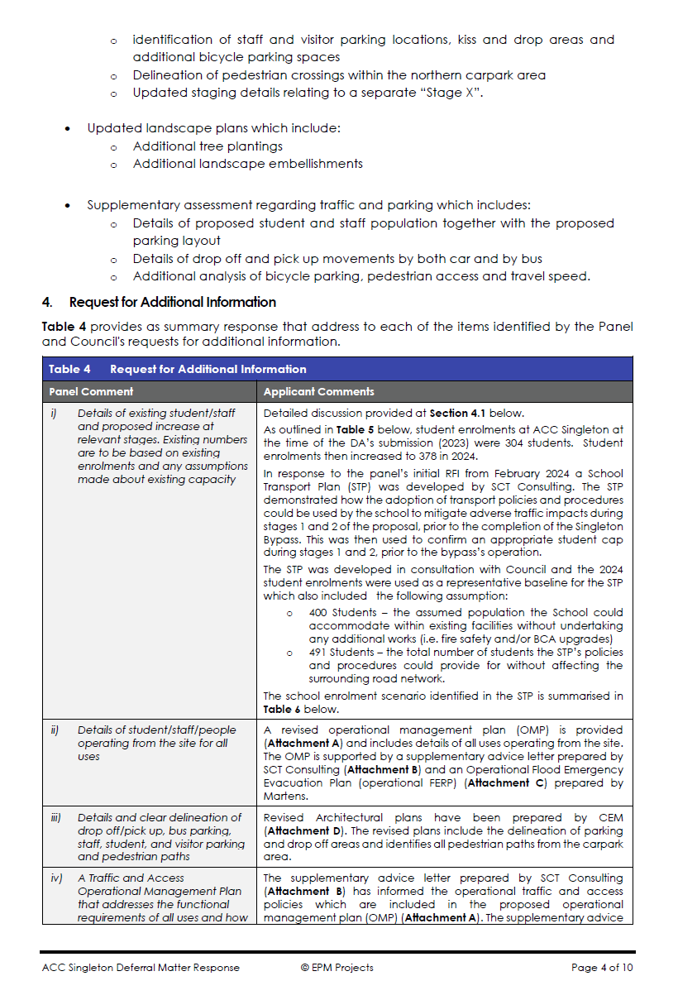 o identification of staff and visitor parking locations, kiss and drop areas and
additional bicycle parking spaces
o Delineation of pedestrian crossings within the northern carpark area
o Updated staging details relating to a separate “Stage X”.
• Updated landscape plans which include:
o Additional tree plantings
o Additional landscape embellishments
• Supplementary assessment regarding traffic and parking which includes:
o Details of proposed student and staff population together with the proposed
parking layout
o Details of drop off and pick up movements by both car and by bus
o Additional analysis of bicycle parking, pedestrian access and travel speed.
4. Request for Additional Information
Table 4 provides as summary response that address to each of the items identified by the Panel
and Council's requests for additional information.
Table 4 Request for Additional Information
Panel Comment
Applicant Comments
i) Details of existing student/staff
and proposed increase at
relevant stages. Existing numbers
are to be based on existing
enrolments and any assumptions
made about existing capacity
Detailed discussion provided at Section 4.1 below.
As outlined in Table 5 below, student enrolments at ACC Singleton at
the time of the DA’s submission (2023) were 304 students. Student
enrolments then increased to 378 in 2024.
In response to the panel’s initial RFI from February 2024 a School
Transport Plan (STP) was developed by SCT Consulting. The STP
demonstrated how the adoption of transport policies and procedures
could be used by the school to mitigate adverse traffic impacts during
stages 1 and 2 of the proposal, prior to the completion of the Singleton
Bypass. This was then used to confirm an appropriate student cap
during stages 1 and 2, prior to the bypass’s operation.
The STP was developed in consultation with Council and the 2024
student enrolments were used as a representative baseline for the STP
which also included the following assumption:
o 400 Students – the assumed population the School could
accommodate within existing facilities without undertaking
any additional works (i.e. fire safety and/or BCA upgrades)
o 491 Students – the total number of students the STP’s policies
and procedures could provide for without affecting the
surrounding road network.
The school enrolment scenario identified in the STP is summarised in
Table 6 below.
ii) Details of student/staff/people
operating from the site for all
uses
A revised operational management plan (OMP) is provided
(Attachment A) and includes details of all uses operating from the site.
The OMP is supported by a supplementary advice letter prepared by
SCT Consulting (Attachment B) and an Operational Flood Emergency
Evacuation Plan (operational FERP) (Attachment C) prepared by
Martens.
iii) Details and clear delineation of
drop off/pick up, bus parking,
staff, student, and visitor parking
and pedestrian paths
Revised Architectural plans have been prepared by CEM
(Attachment D). The revised plans include the delineation of parking
and drop off areas and identifies all pedestrian paths from the carpark
area.
iv) A Traffic and Access
Operational Management Plan
that addresses the functional
requirements of all uses and how
The supplementary advice letter prepared by SCT Consulting
(Attachment B) has informed the operational traffic and access
policies which are included in the proposed operational
management plan (OMP) (Attachment A). The supplementary advice
ACC Singleton Deferral Matter Response
© EPM Projects
Page 4 of 10